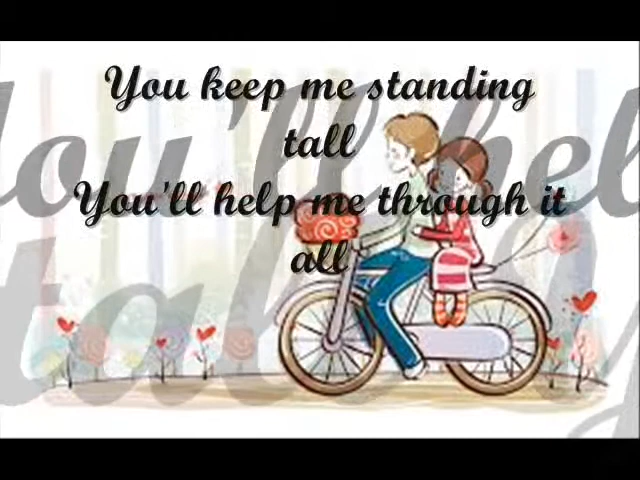 You keep me standing
tall
You'll help me through it
all